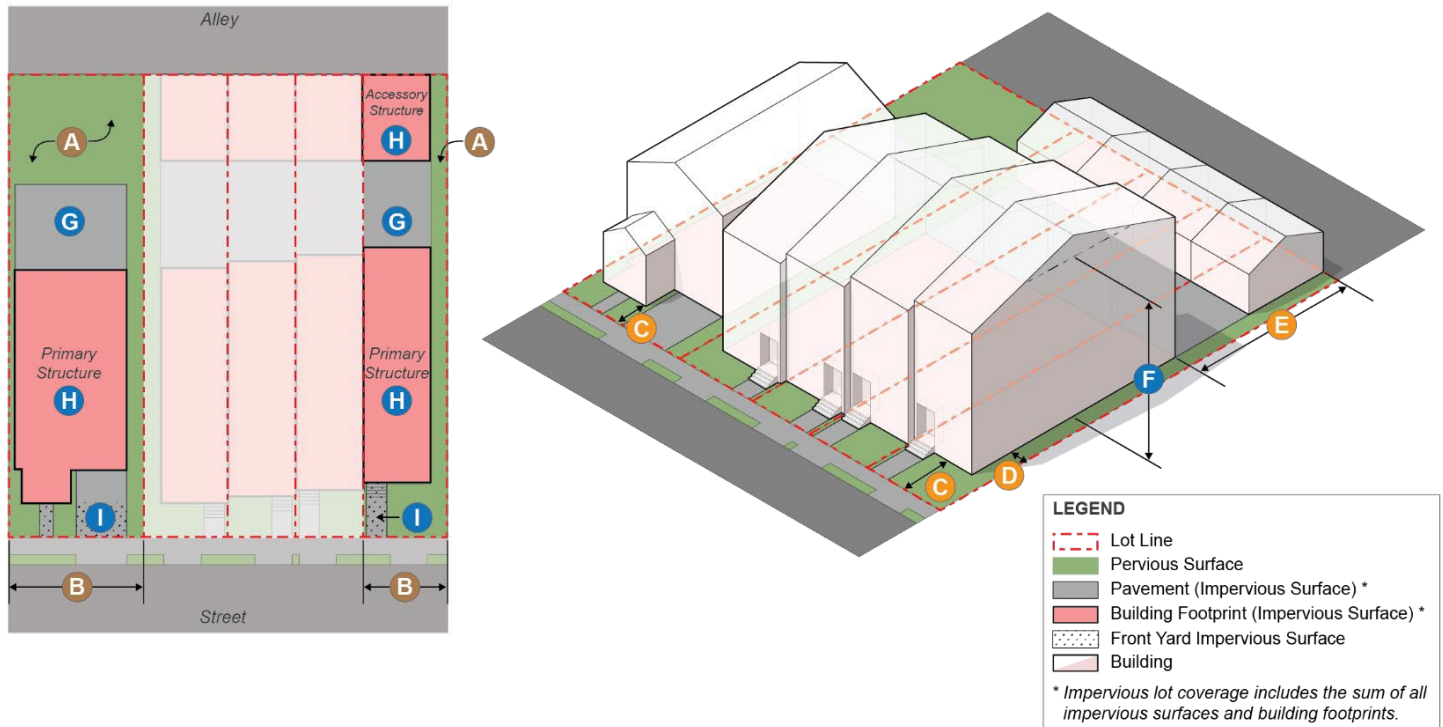 Alley
Accessory
Structure
H
A
A
G
G
Primary
Structure
H
Primary
Structure
H
I
I
B
B
Street
C
C
D
E
F
LEGEND
Lot Line
Pervious Surface
Pavement (Impervious Surface) *
Building Footprint (Impervious Surface) *
Front Yard Impervious Surface
Building
* Impervious lot coverage includes the sum of all
impervious surfaces and building footprints.